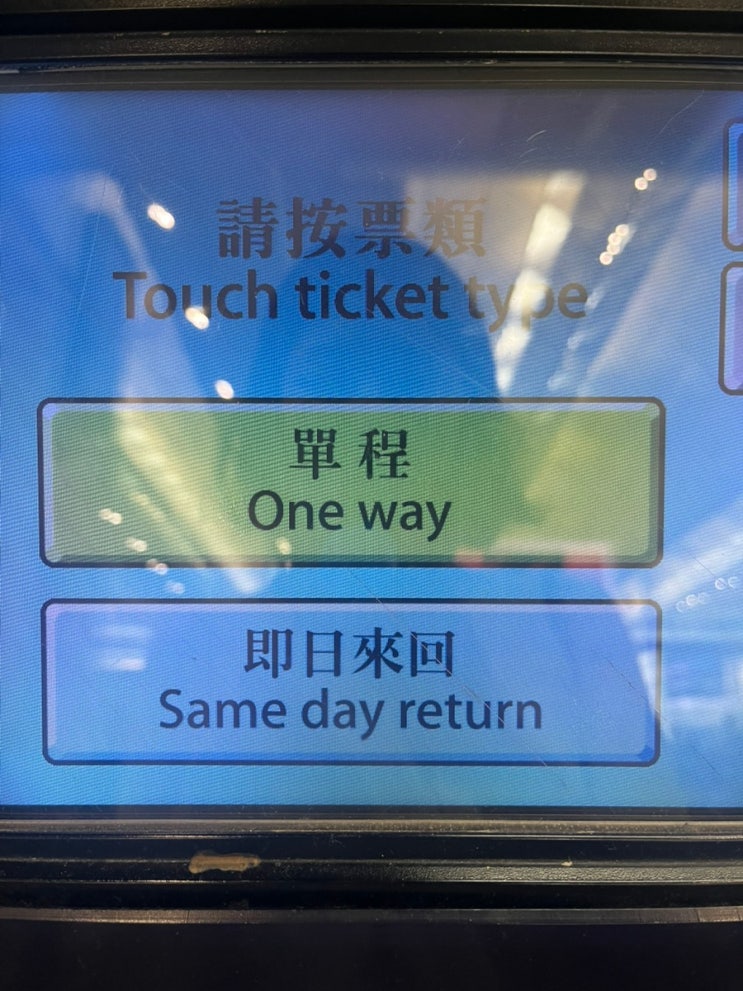 請按票類
Touch ticket type
單程
One way
即日來回
Same day return